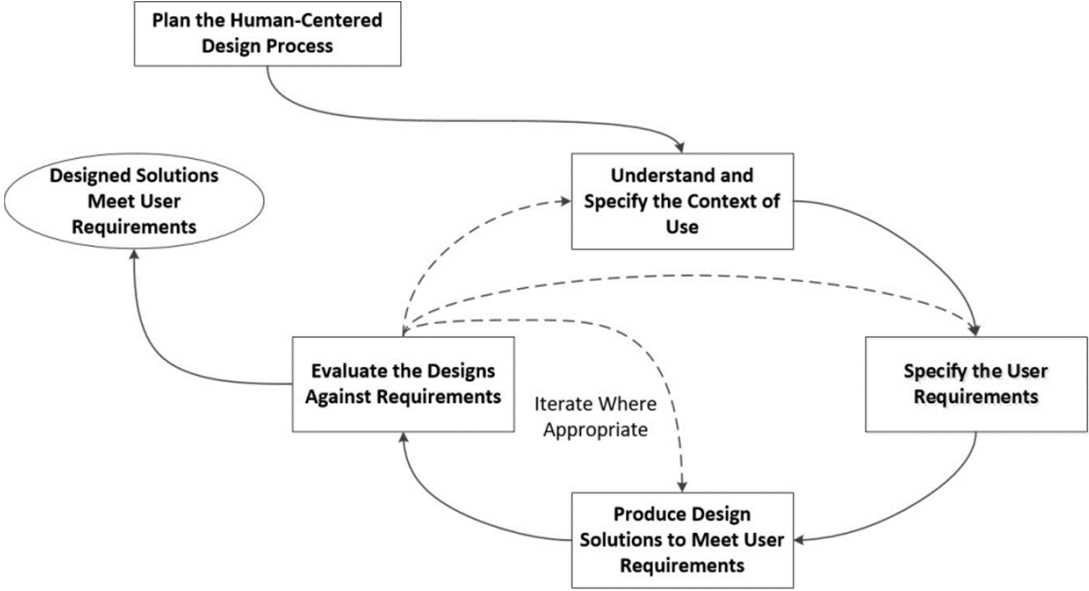 Plan the Human-Centered
Design Process
Understand and
Specify the Context of
Use
Designed Solutions
Meet User
Requirements
Evaluate the Designs
Against Requirements
Specify the User
Requirements
Iterate Where
Appropriate
Produce Design
Solutions to Meet User
Requirements